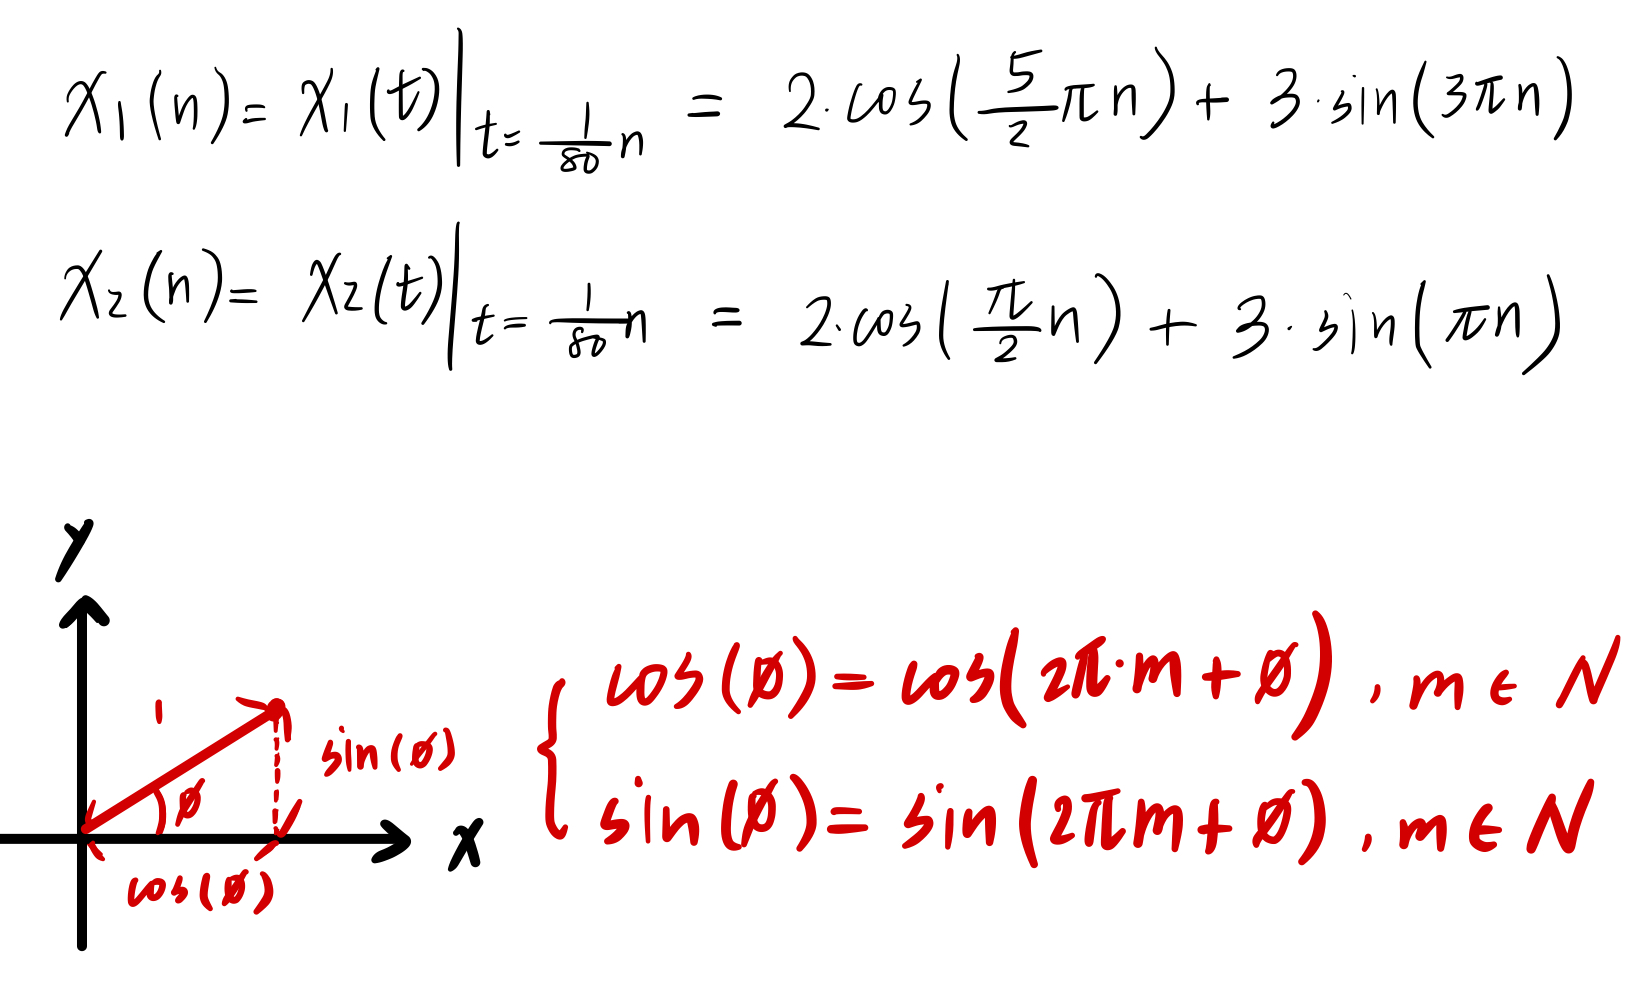 x₁(n) = x₁(t)|t=1/80 n = 2·cos(5/2 πn) + 3·sin(3πn)
x₂(n) = x₂(t)|t=1/80 n = 2·cos(π/2 n) + 3·sin(πn)
y
1
sin(ø)
ø
x
cos(ø)
{ cos(ø) = cos(2π·m + ø), m ∈ N
sin(ø) = sin(2πm + ø), m ∈ N